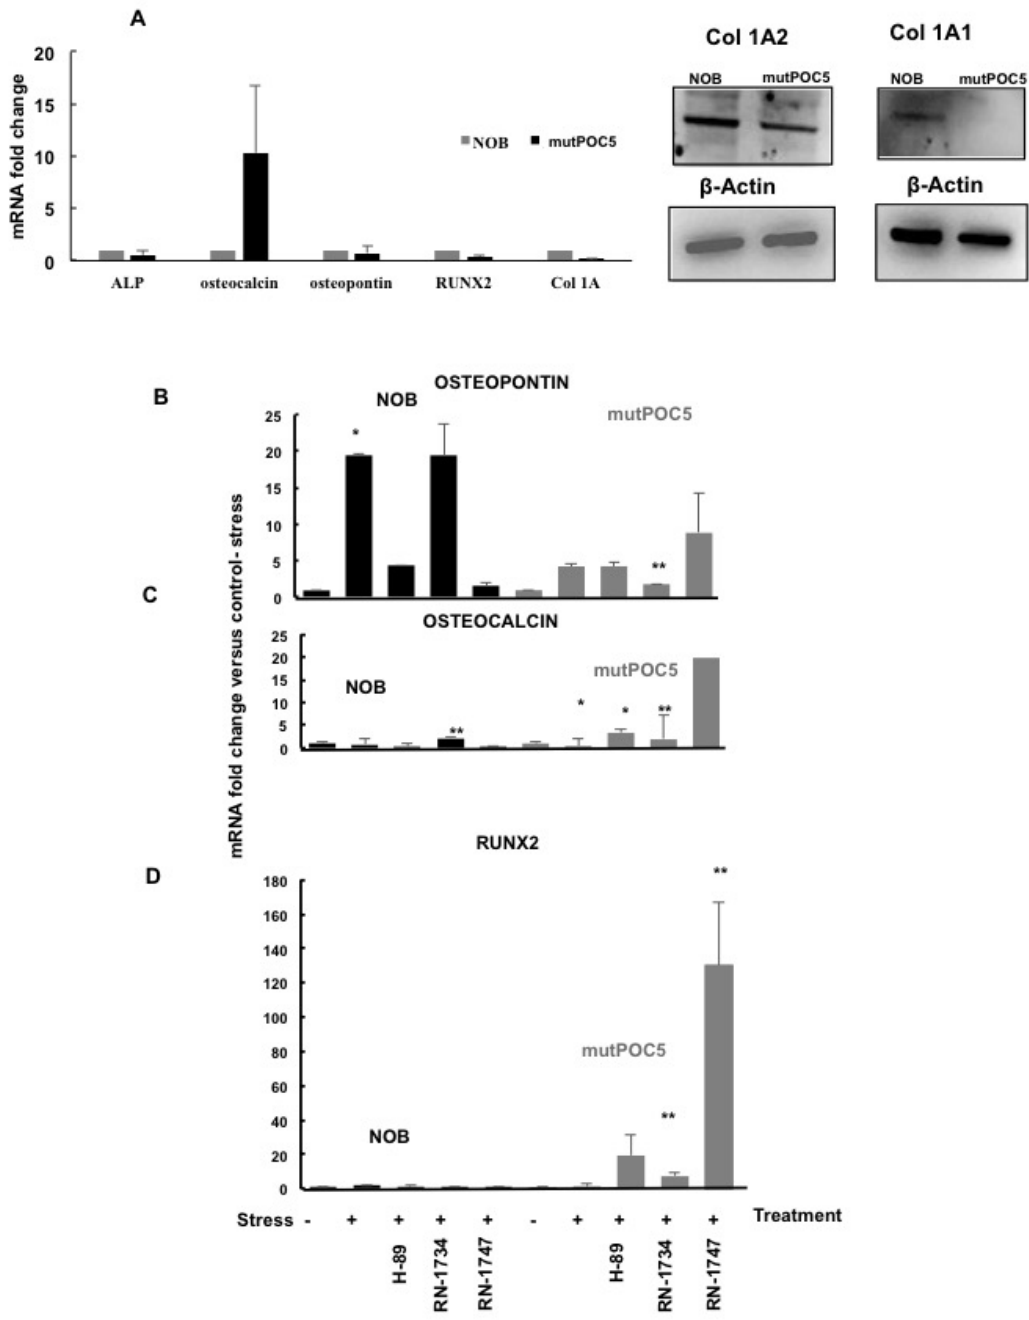 A
mRNA fold change
20
15
10
5
0
NOB
mutPOC5
ALP
osteocalcin
osteopontin
RUNX2
Col 1A
Col 1A2
NOB
mutPOC5
β-Actin
Col 1A1
NOB
mutPOC5
β-Actin
mRNA fold change versus control- stress
B
OSTEOPONTIN
NOB
mutPOC5
25
20
15
10
5
0
*
**
C
OSTEOCALCIN
NOB
mutPOC5
25
20
15
10
5
0
**
*
*
**
D
RUNX2
180
160
140
120
100
80
60
40
20
0
NOB
mutPOC5
**
**
Stress - + + + + - + + + + Treatment
H-89
RN-1734
RN-1747
H-89
RN-1734
RN-1747